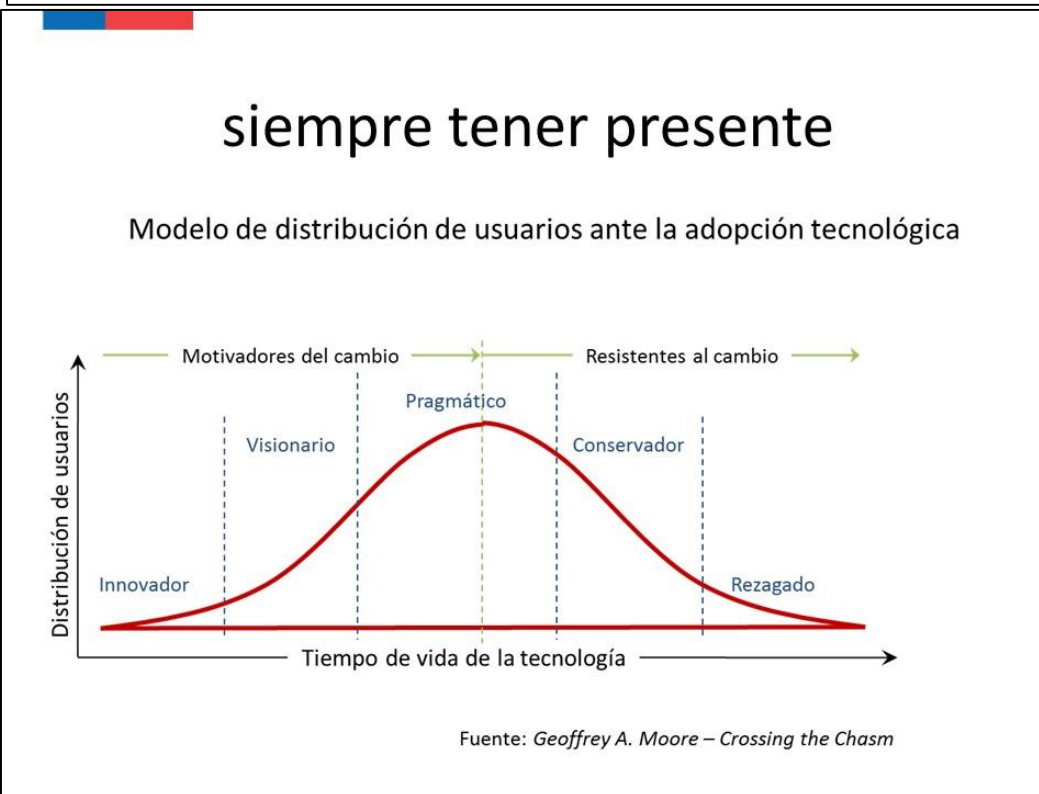 siempre tener presente
Modelo de distribución de usuarios ante la adopción tecnológica
Motivadores del cambio
Resistentes al cambio
Pragmático
Visionario
Conservador
Innovador
Rezagado
Distribución de usuarios
Tiempo de vida de la tecnología
Fuente: Geoffrey A. Moore – Crossing the Chasm